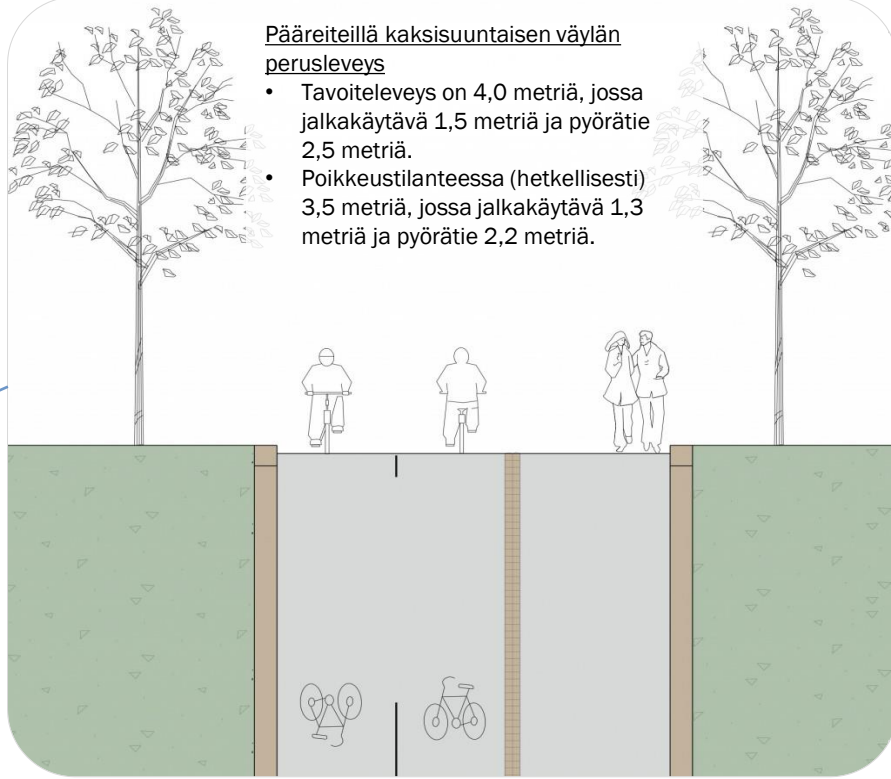 Pääreiteillä kaksisuuntaisen väylän
perusleveys
• Tavoiteleveys on 4,0 metriä, jossa
jalkakäytävä 1,5 metriä ja pyörätie
2,5 metriä.
• Poikkeustilanteessa (hetkellisesti)
3,5 metriä, jossa jalkakäytävä 1,3
metriä ja pyörätie 2,2 metriä.